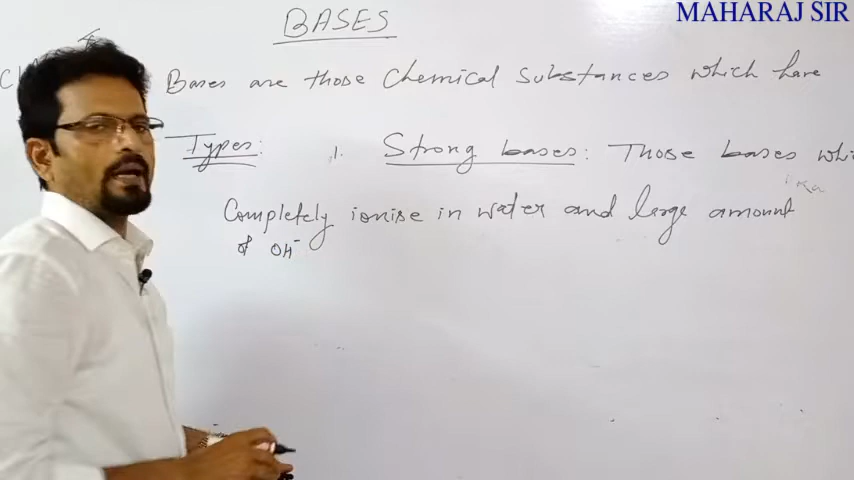 MAHARAJ SIR
BASES
Bases are those Chemical Substances which have
Types: 1. Strong bases: Those bases whi
Completely ionise in water and large amount
of OH⁻